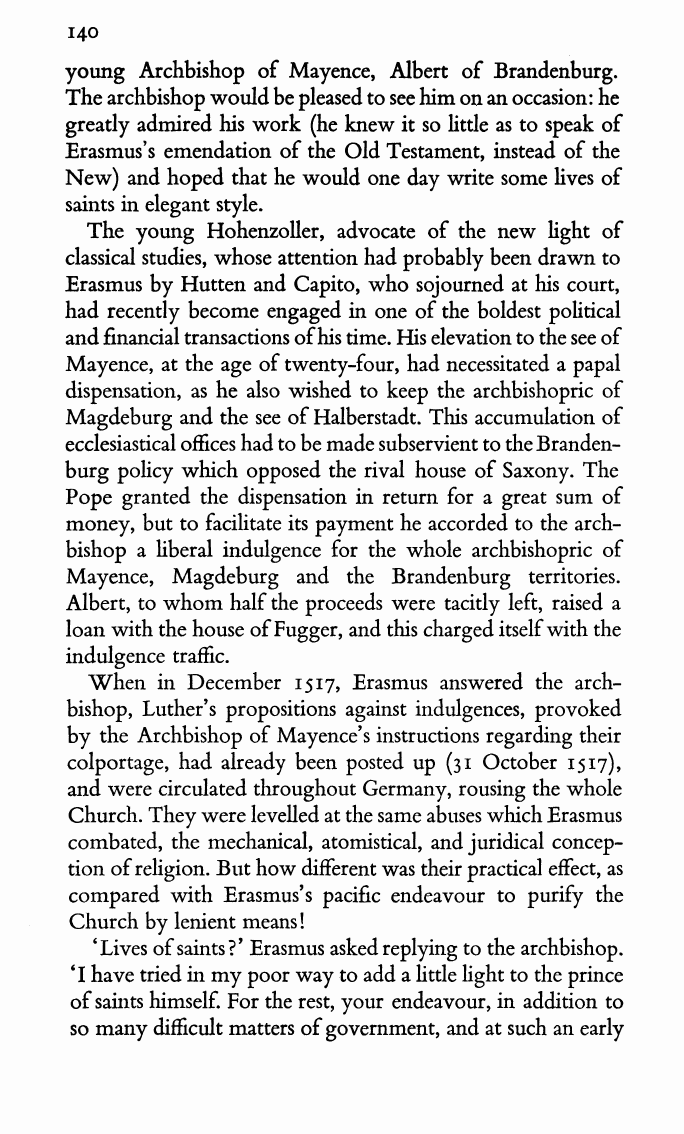 140
young Archbishop of Mayence, Albert of Brandenburg.
The archbishop would be pleased to see him on an occasion: he
greatly admired his work (he knew it so little as to speak of
Erasmus's emendation of the Old Testament, instead of the
New) and hoped that he would one day write some lives of
saints in elegant style.
The young Hohenzoller, advocate of the new light of
classical studies, whose attention had probably been drawn to
Erasmus by Hutten and Capito, who sojourned at his court,
had recently become engaged in one of the boldest political
and financial transactions of his time. His elevation to the see of
Mayence, at the age of twenty-four, had necessitated a papal
dispensation, as he also wished to keep the archbishopric of
Magdeburg and the see of Halberstadt. This accumulation of
ecclesiastical offices had to be made subservient to the Branden-
burg policy which opposed the rival house of Saxony. The
Pope granted the dispensation in return for a great sum of
money, but to facilitate its payment he accorded to the arch-
bishop a liberal indulgence for the whole archbishopric of
Mayence, Magdeburg and the Brandenburg territories.
Albert, to whom half the proceeds were tacitly left, raised a
loan with the house of Fugger, and this charged itself with the
indulgence traffic.
When in December 1517, Erasmus answered the arch-
bishop, Luther's propositions against indulgences, provoked
by the Archbishop of Mayence's instructions regarding their
colportage, had already been posted up (31 October 1517),
and were circulated throughout Germany, rousing the whole
Church. They were levelled at the same abuses which Erasmus
combated, the mechanical, atomistical, and juridical concep-
tion of religion. But how different was their practical effect, as
compared with Erasmus's pacific endeavour to purify the
Church by lenient means!
'Lives of saints?' Erasmus asked replying to the archbishop.
'I have tried in my poor way to add a little light to the prince
of saints himself. For the rest, your endeavour, in addition to
so many difficult matters of government, and at such an early